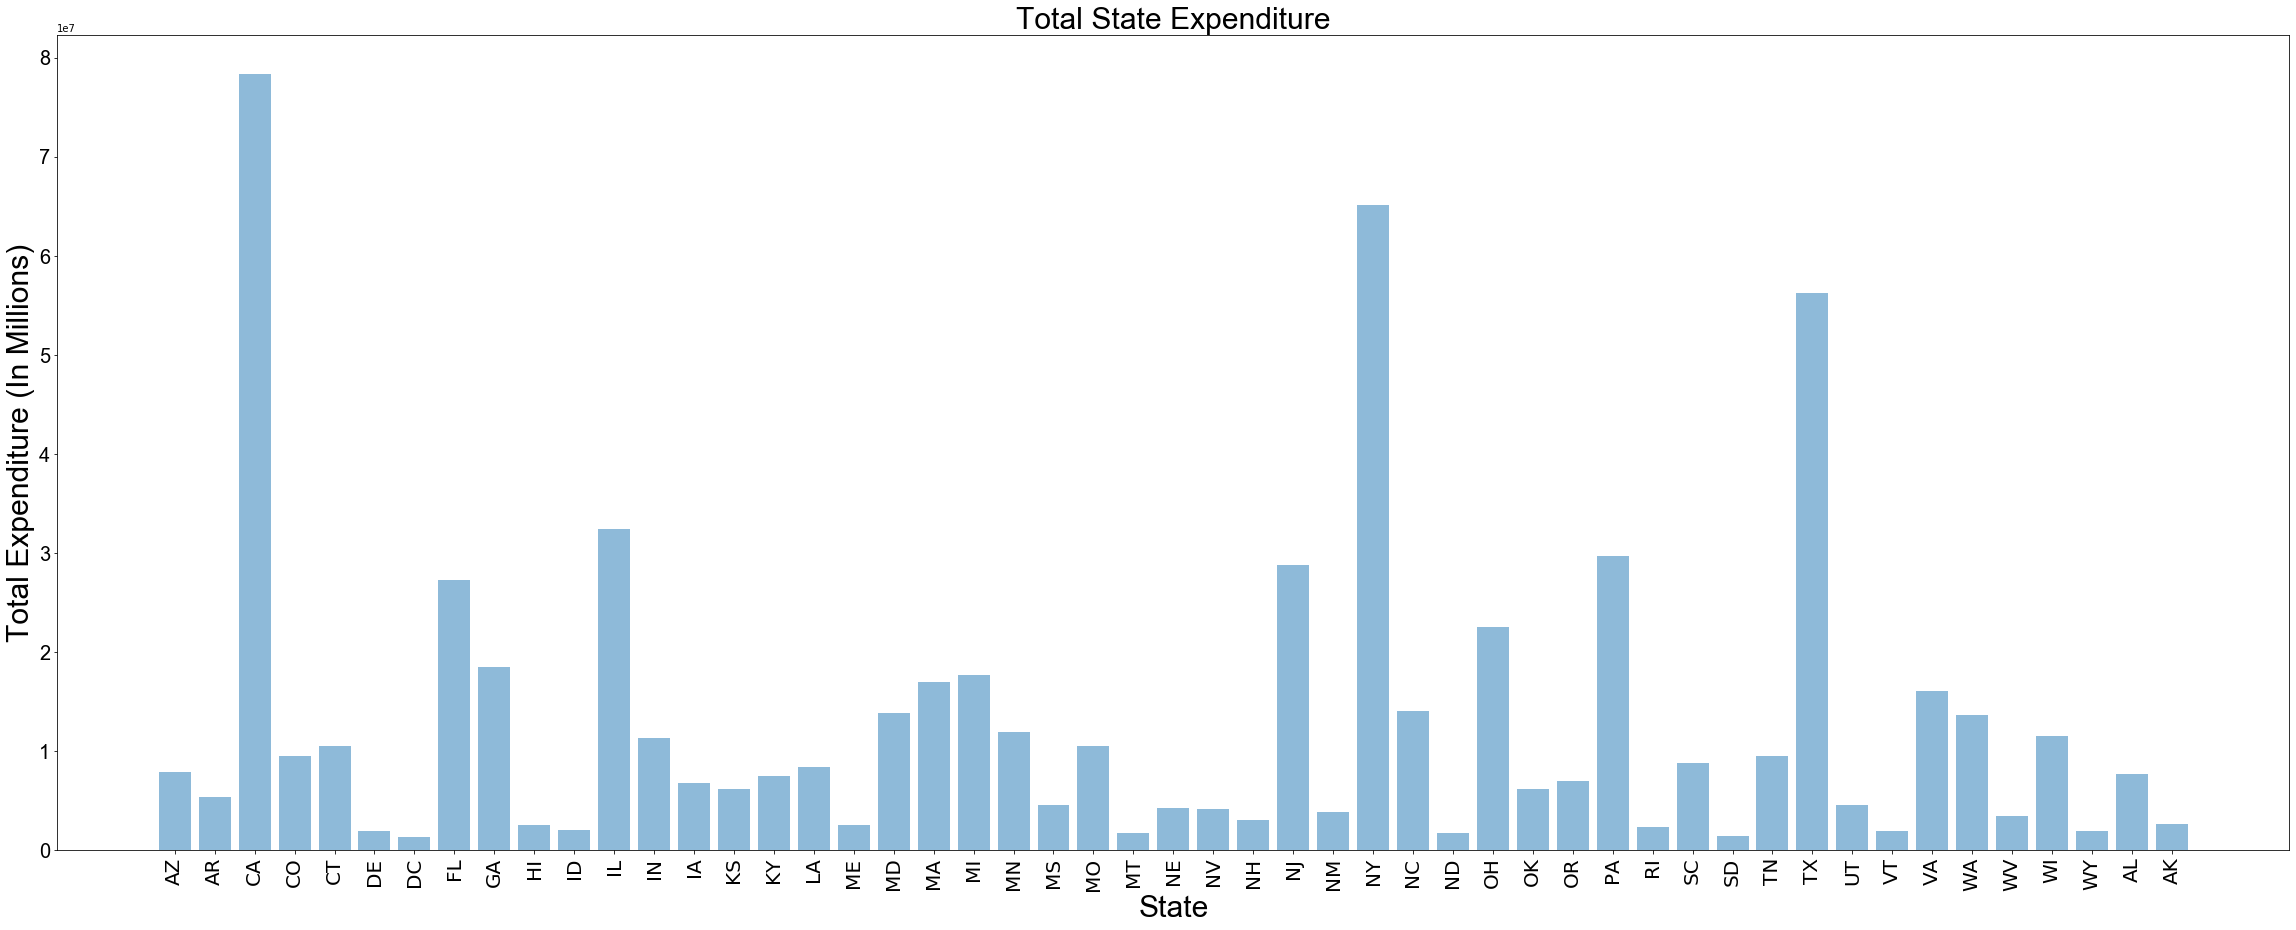 Total State Expenditure
1e7
Total Expenditure (In Millions)
8
7
6
5
4
3
2
1
0
AZ AR CA CO CT DE DC FL GA HI ID IL IN IA KS KY LA ME MD MA MI MN MS MO MT NE NV NH NJ NM NY NC ND OH OK OR PA RI SC SD TN TX UT VT VA WA WV WI WY AL AK
State